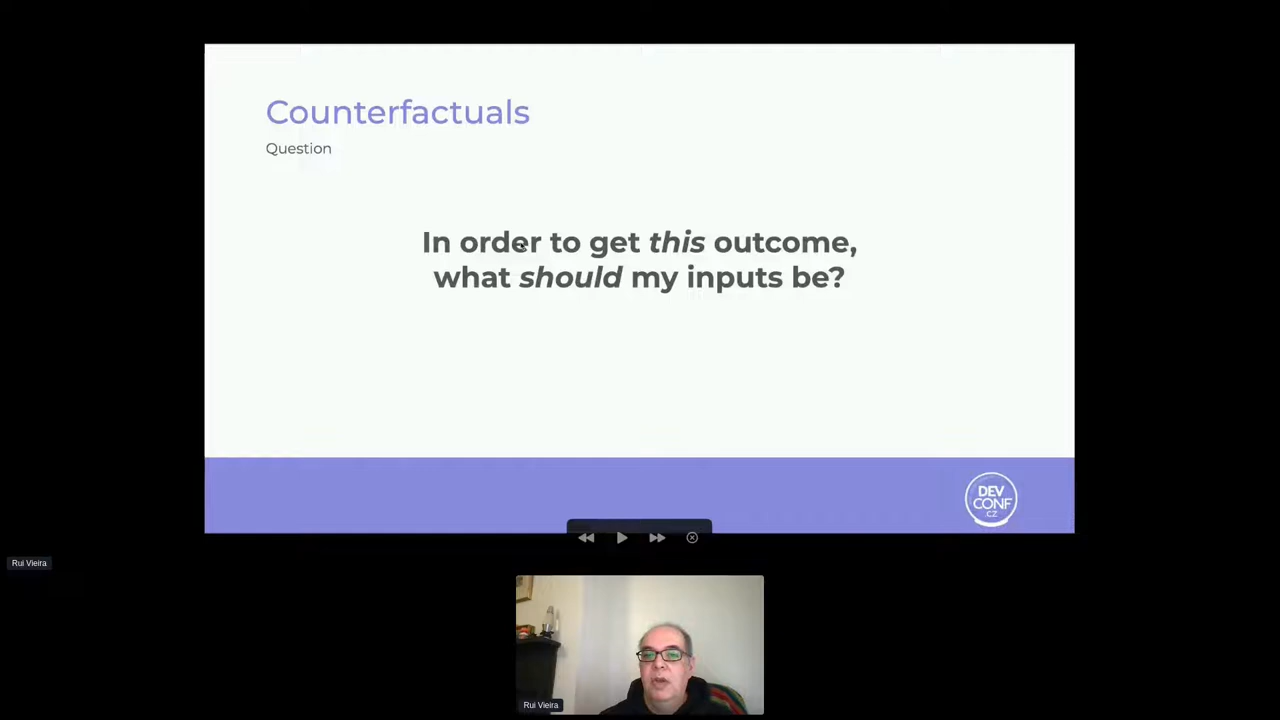 Counterfactuals
Question
In order to get this outcome,
what should my inputs be?
DEV
CONF
CZ
Rui Vieira
Rui Vieira